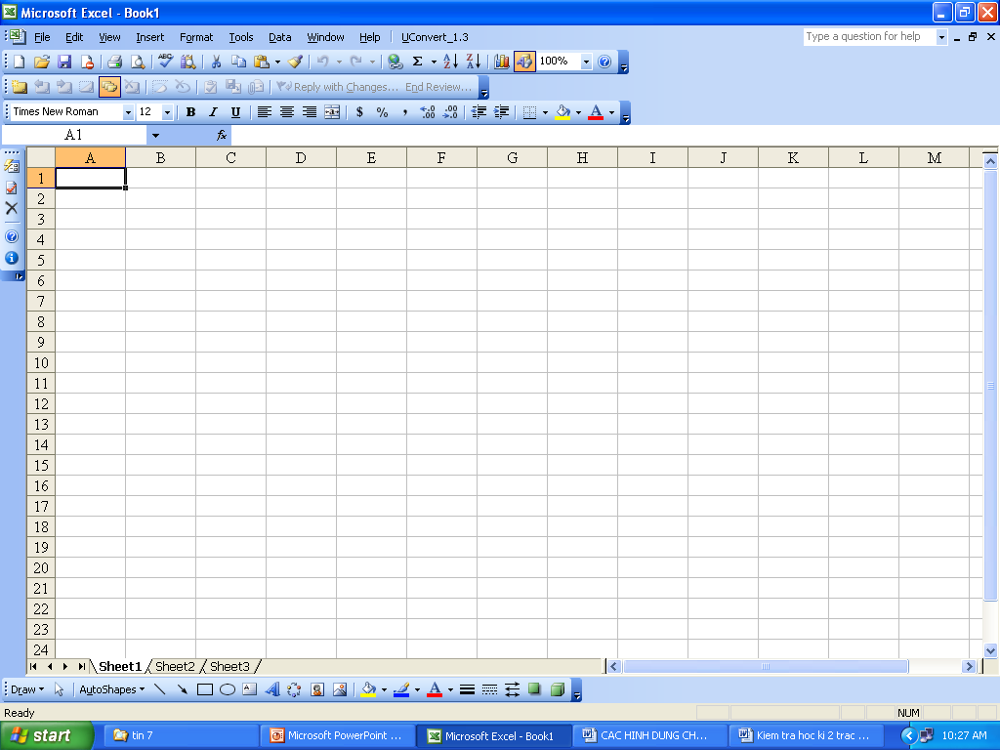 Microsoft Excel - Book1
File Edit View Insert Format Tools Data Window Help UConvert_1.3 Type a question for help
100%
Reply with Changes... End Review...
Times New Roman 12 B I U $ % ,
A1 fx
A B C D E F G H I J K L M
1
2
3
4
5
6
7
8
9
10
11
12
13
14
15
16
17
18
19
20
21
22
23
24
Sheet1 Sheet2 Sheet3
Draw AutoShapes
Ready NUM
start tin 7 Microsoft PowerPoint ... Microsoft Excel - Book1 CAC HINH DUNG CH... Kiem tra hoc ki 2 trac ... 10:27 AM